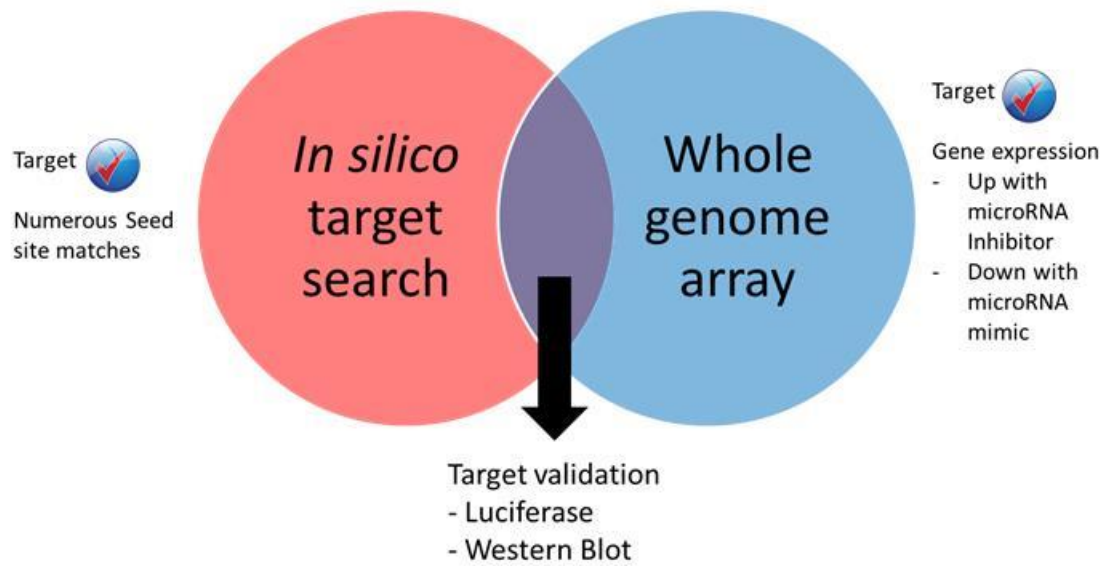 Target
Numerous Seed
site matches
In silico
target
search
Whole
genome
array
Target
Gene expression
- Up with
microRNA
Inhibitor
- Down with
microRNA
mimic
Target validation
- Luciferase
- Western Blot